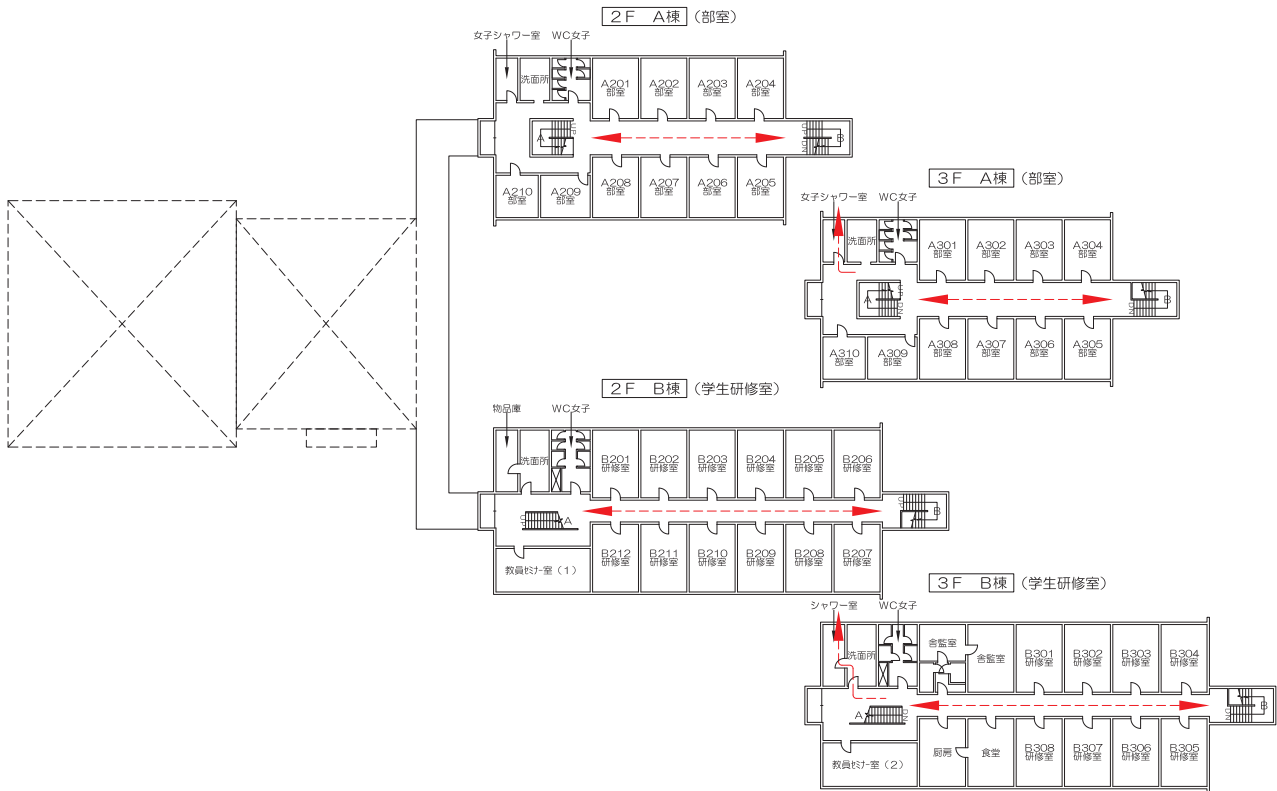 2F A棟 (部室)
女子シャワー室 WC女子
洗面所
A201 A202 A203 A204
部室 部室 部室 部室
A UP UP DN B
A210 A209 A208 A207 A206 A205
部室 部室 部室 部室 部室 部室
3F A棟 (部室)
女子シャワー室 WC女子
洗面所
A301 A302 A303 A304
部室 部室 部室 部室
A UP DN DN B
A310 A309 A308 A307 A306 A305
部室 部室 部室 部室 部室 部室
2F B棟 (学生研修室)
物品庫 WC女子
洗面所
B201 B202 B203 B204 B205 B206
研修室 研修室 研修室 研修室 研修室 研修室
UP A UP B
B212 B211 B210 B209 B208 B207
研修室 研修室 研修室 研修室 研修室 研修室
教員セミナー室(1)
3F B棟 (学生研修室)
シャワー室 WC女子
洗面所 舎監室 舎監室
B301 B302 B303 B304
研修室 研修室 研修室 研修室
A DN DN B
厨房 食堂
B308 B307 B306 B305
研修室 研修室 研修室 研修室
教員セミナー室(2)